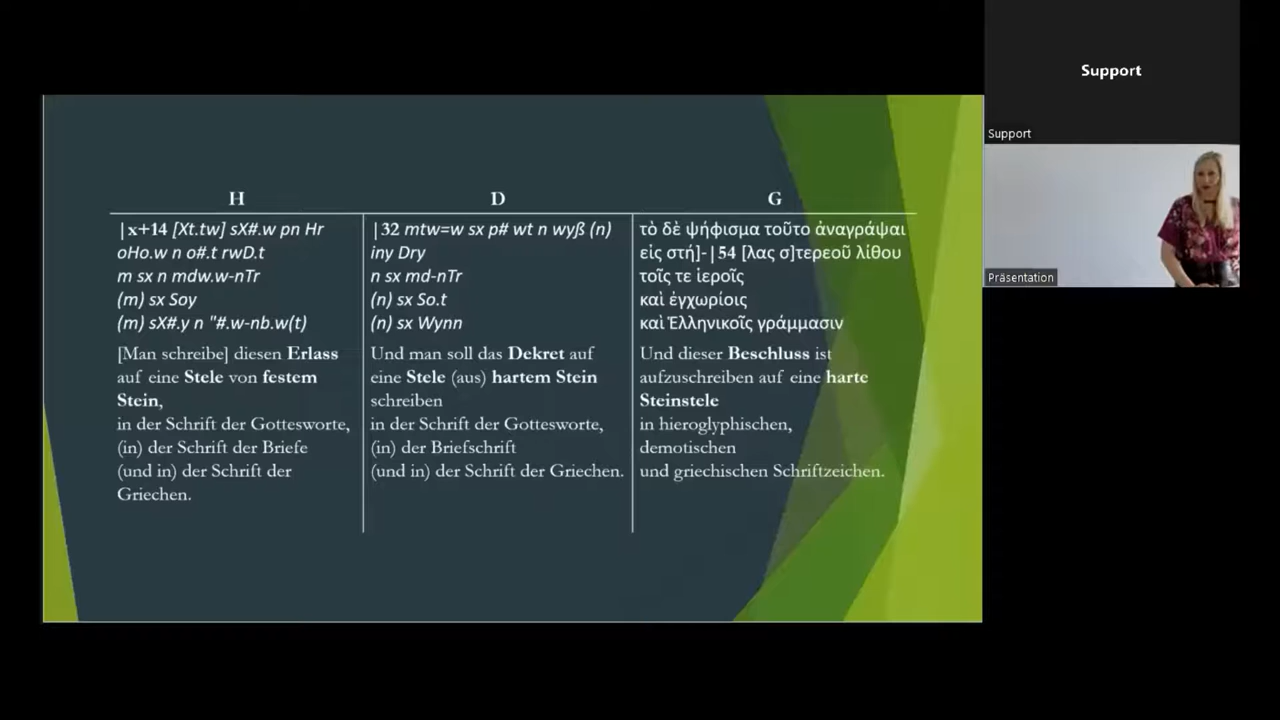 Support
Support
Präsentation
H
|x+14 [Xt.tw] sX#.w pn Hr
oHo.w n o#.t rwD.t
m sx n mdw.w-nTr
(m) sx Soy
(m) sX#.y n "#.w-nb.w(t)
[Man schreibe] diesen Erlass
auf eine Stele von festem
Stein,
in der Schrift der Gottesworte,
(in) der Schrift der Briefe
(und in) der Schrift der
Griechen.
D
|32 mtw=w sx p# wt n wyß (n)
iny Dry
n sx md-nTr
(n) sx So.t
(n) sx Wynn
Und man soll das Dekret auf
eine Stele (aus) hartem Stein
schreiben
in der Schrift der Gottesworte,
(in) der Briefschrift
(und in) der Schrift der Griechen.
G
τὸ δὲ ψήφισμα τοῦτο ἀναγράψαι
εἰς στή]-|54 [λας σ]τερεοῦ λίθου
τοῖς τε ἱεροῖς
καὶ ἐγχωρίοις
καὶ Ἑλληνικοῖς γράμμασιν
Und dieser Beschluss ist
aufzuschreiben auf eine harte
Steinstele
in hieroglyphischen,
demotischen
und griechischen Schriftzeichen.